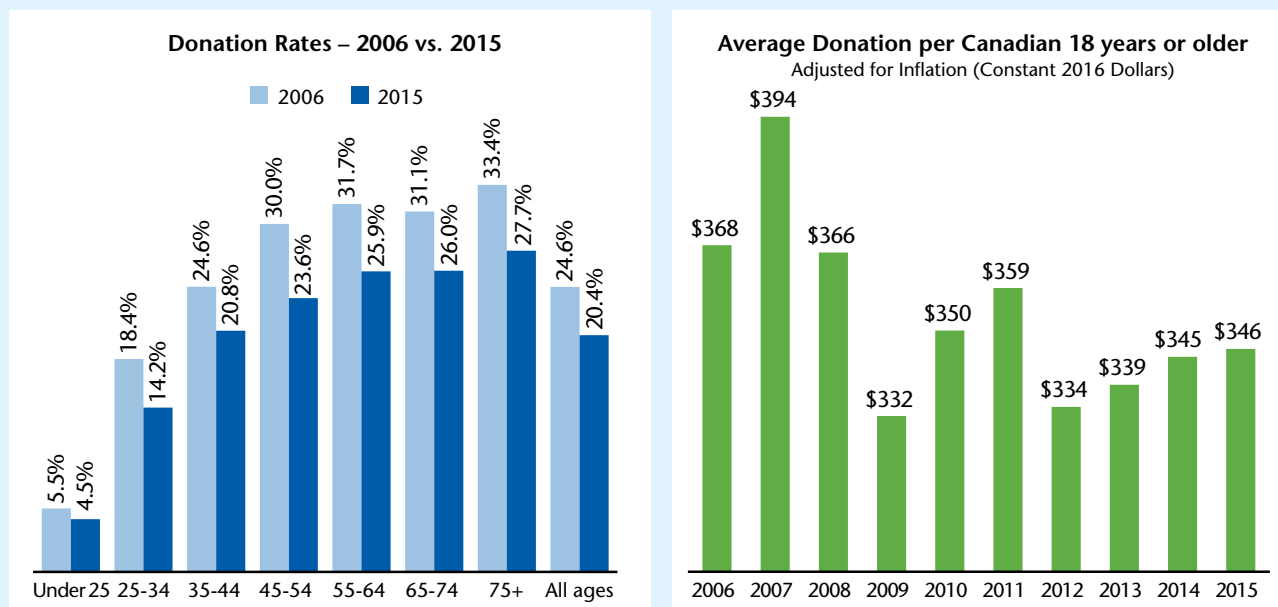 Donation Rates – 2006 vs. 2015
2006 2015
5.5% 4.5% 18.4% 14.2% 24.6% 20.8% 30.0% 23.6% 31.7% 25.9% 31.1% 26.0% 33.4% 27.7% 24.6% 20.4%
Under 25 25-34 35-44 45-54 55-64 65-74 75+ All ages
Average Donation per Canadian 18 years or older
Adjusted for Inflation (Constant 2016 Dollars)
$368 $394 $366 $332 $350 $359 $334 $339 $345 $346
2006 2007 2008 2009 2010 2011 2012 2013 2014 2015